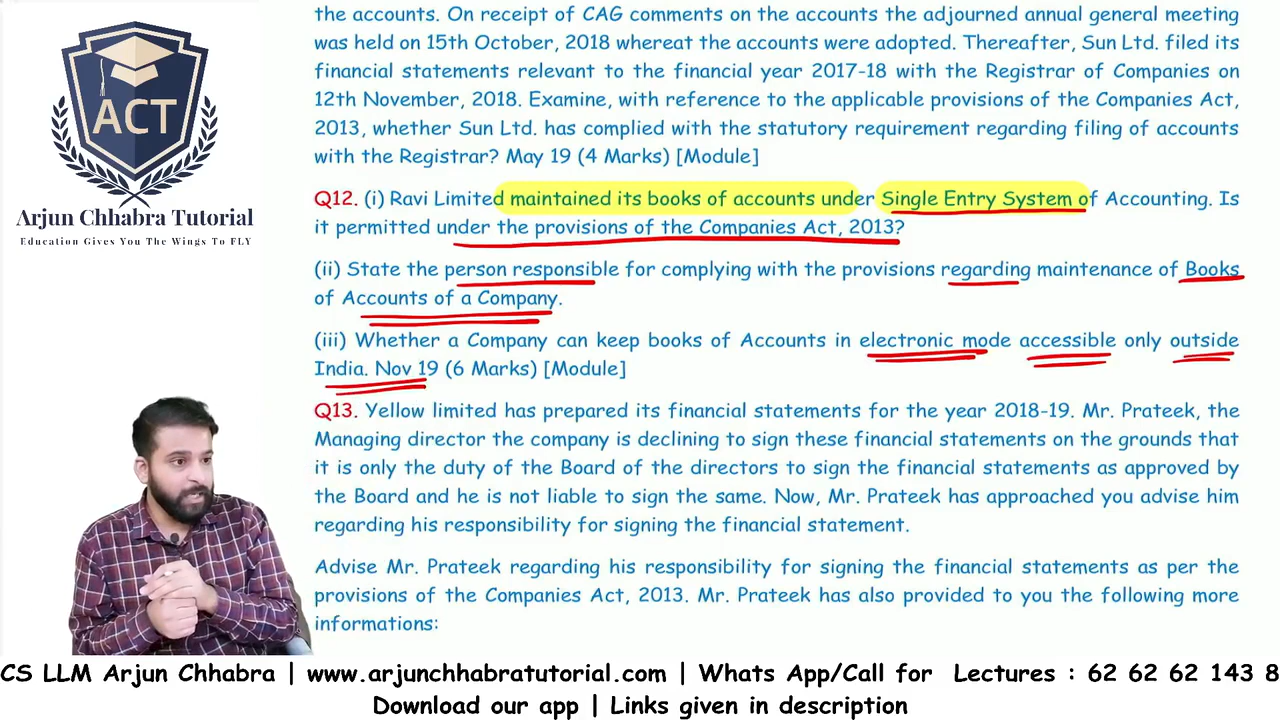 ACT
Arjun Chhabra Tutorial
Education Gives You The Wings To FLY
the accounts. On receipt of CAG comments on the accounts the adjourned annual general meeting
was held on 15th October, 2018 whereat the accounts were adopted. Thereafter, Sun Ltd. filed its
financial statements relevant to the financial year 2017-18 with the Registrar of Companies on
12th November, 2018. Examine, with reference to the applicable provisions of the Companies Act,
2013, whether Sun Ltd. has complied with the statutory requirement regarding filing of accounts
with the Registrar? May 19 (4 Marks) [Module]
Q12. (i) Ravi Limited maintained its books of accounts under Single Entry System of Accounting. Is
it permitted under the provisions of the Companies Act, 2013?
(ii) State the person responsible for complying with the provisions regarding maintenance of Books
of Accounts of a Company.
(iii) Whether a Company can keep books of Accounts in electronic mode accessible only outside
India. Nov 19 (6 Marks) [Module]
Q13. Yellow limited has prepared its financial statements for the year 2018-19. Mr. Prateek, the
Managing director the company is declining to sign these financial statements on the grounds that
it is only the duty of the Board of the directors to sign the financial statements as approved by
the Board and he is not liable to sign the same. Now, Mr. Prateek has approached you advise him
regarding his responsibility for signing the financial statement.
Advise Mr. Prateek regarding his responsibility for signing the financial statements as per the
provisions of the Companies Act, 2013. Mr. Prateek has also provided to you the following more
informations:
CS LLM Arjun Chhabra | www.arjunchhabratutorial.com | Whats App/Call for Lectures : 62 62 62 143 8
Download our app | Links given in description